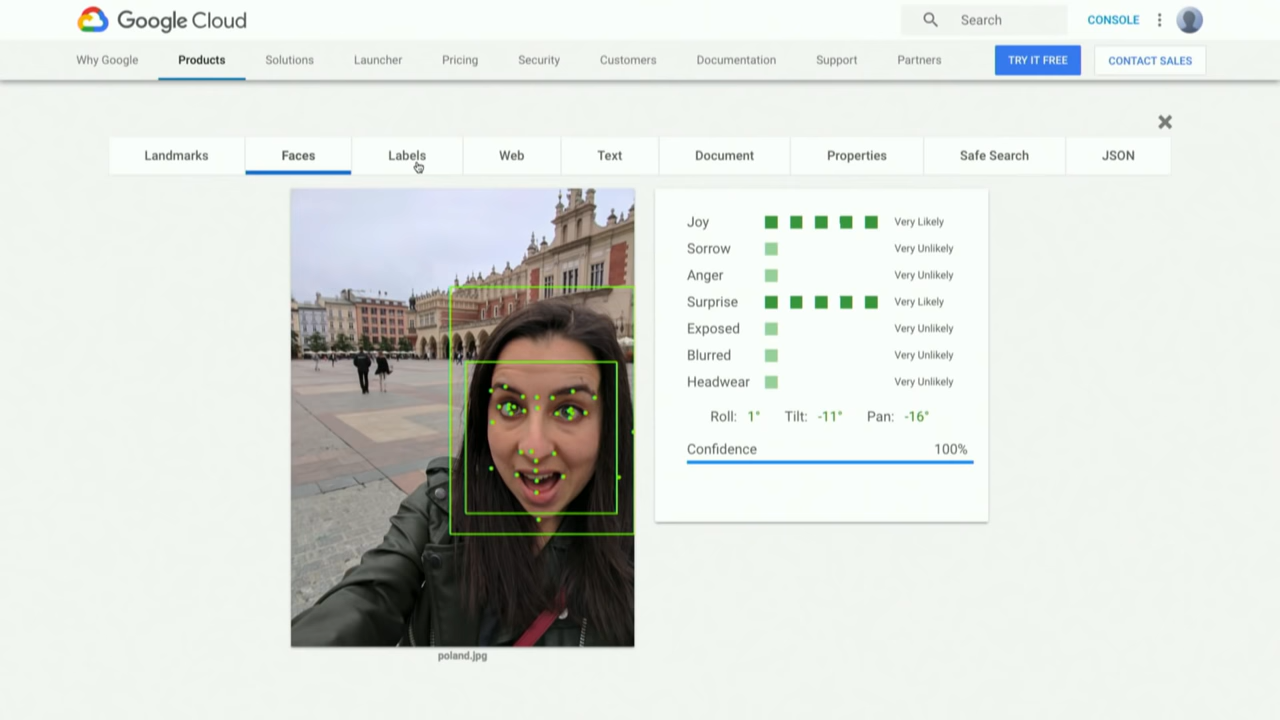 Google Cloud
Search
CONSOLE
Why Google Products Solutions Launcher Pricing Security Customers Documentation Support Partners TRY IT FREE CONTACT SALES
Landmarks Faces Labels Web Text Document Properties Safe Search JSON
Joy Very Likely
Sorrow Very Unlikely
Anger Very Unlikely
Surprise Very Likely
Exposed Very Unlikely
Blurred Very Unlikely
Headwear Very Unlikely
Roll: 1° Tilt: -11° Pan: -16°
Confidence 100%
poland.jpg